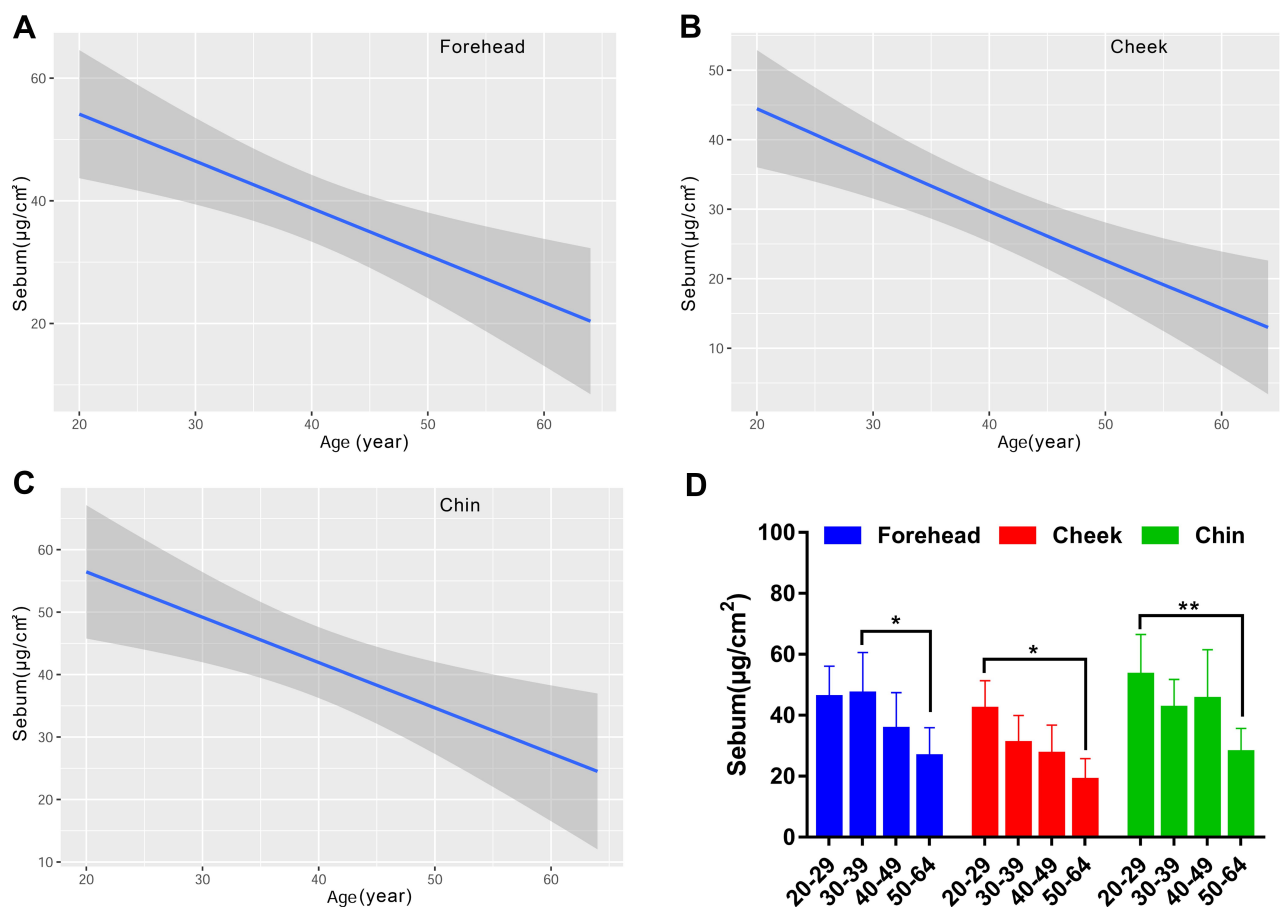 A
Forehead
Sebum(µg/cm²)
60
40
20
20 30 40 50 60
Age (year)
B
Cheek
Sebum(µg/cm²)
50
40
30
20
10
20 30 40 50 60
Age(year)
C
Chin
Sebum(µg/cm²)
60
50
40
30
20
10
20 30 40 50 60
Age(year)
D
Forehead Cheek Chin
Sebum(µg/cm²)
100
80
60
40
20
0
* * **
20-29 30-39 40-49 50-64 20-29 30-39 40-49 50-64 20-29 30-39 40-49 50-64